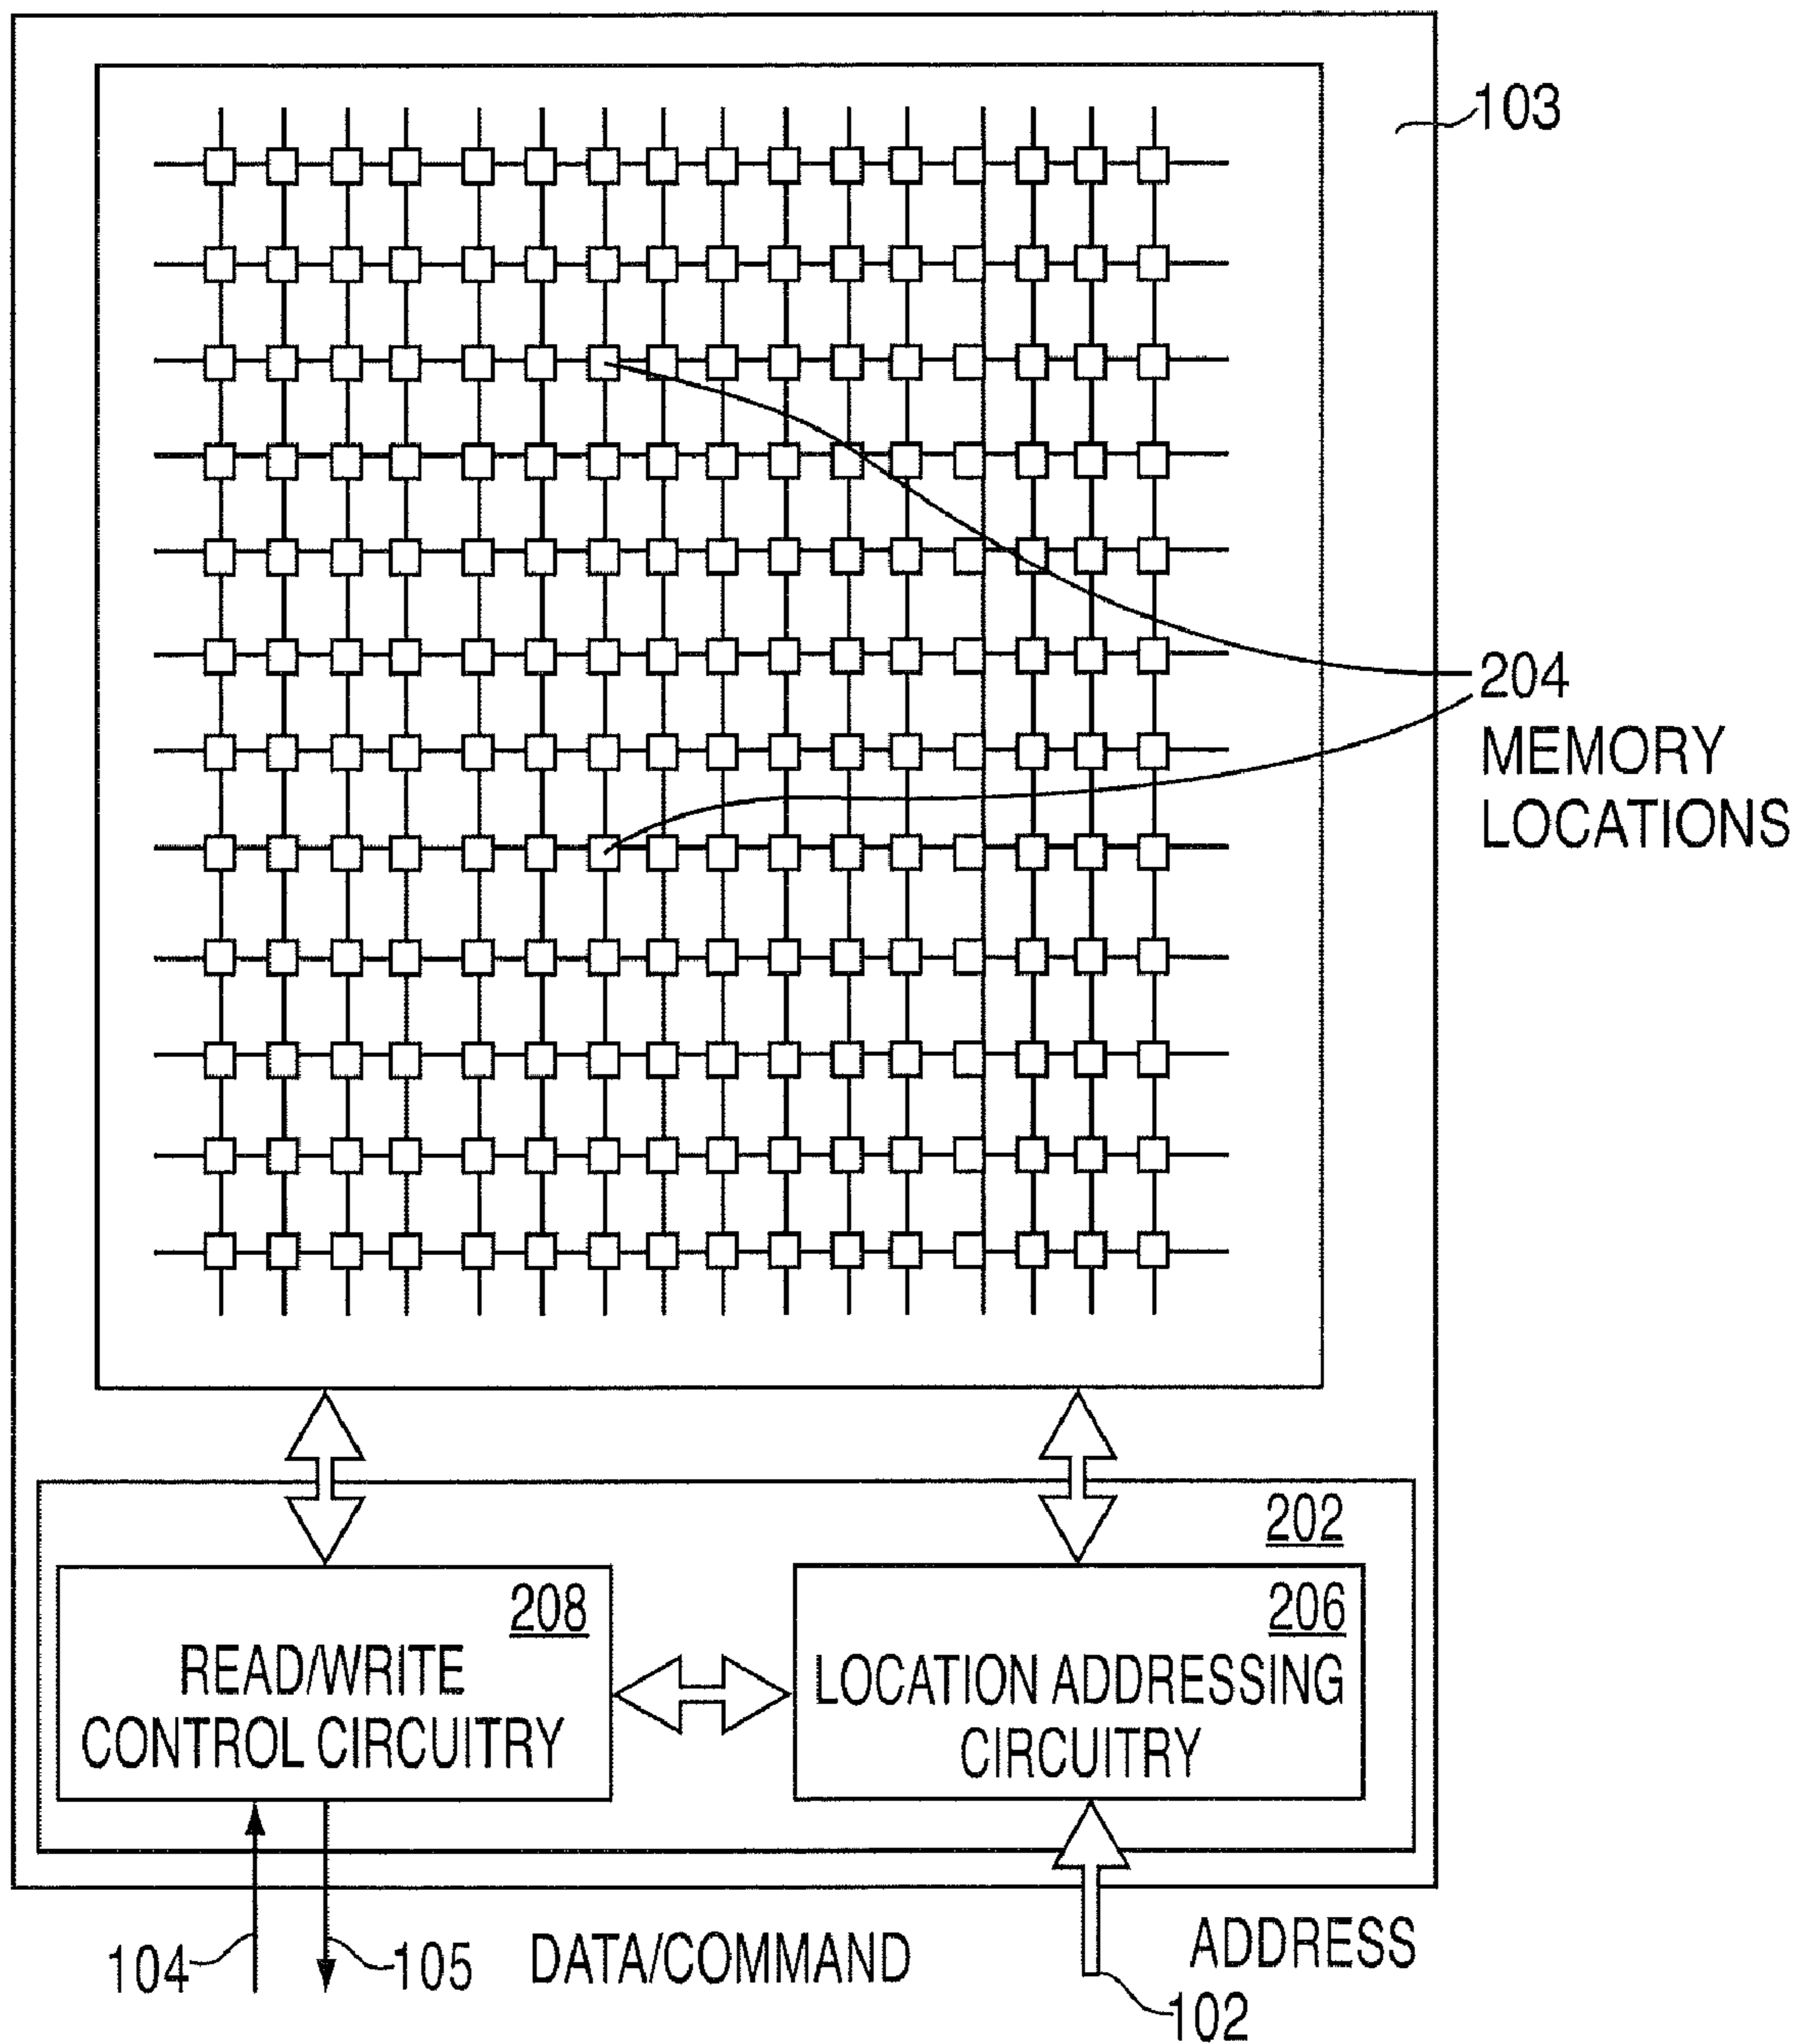 103
204
MEMORY
LOCATIONS
202
208
READ/WRITE
CONTROL CIRCUITRY
206
LOCATION ADDRESSING
CIRCUITRY
104
105
DATA/COMMAND
ADDRESS
102